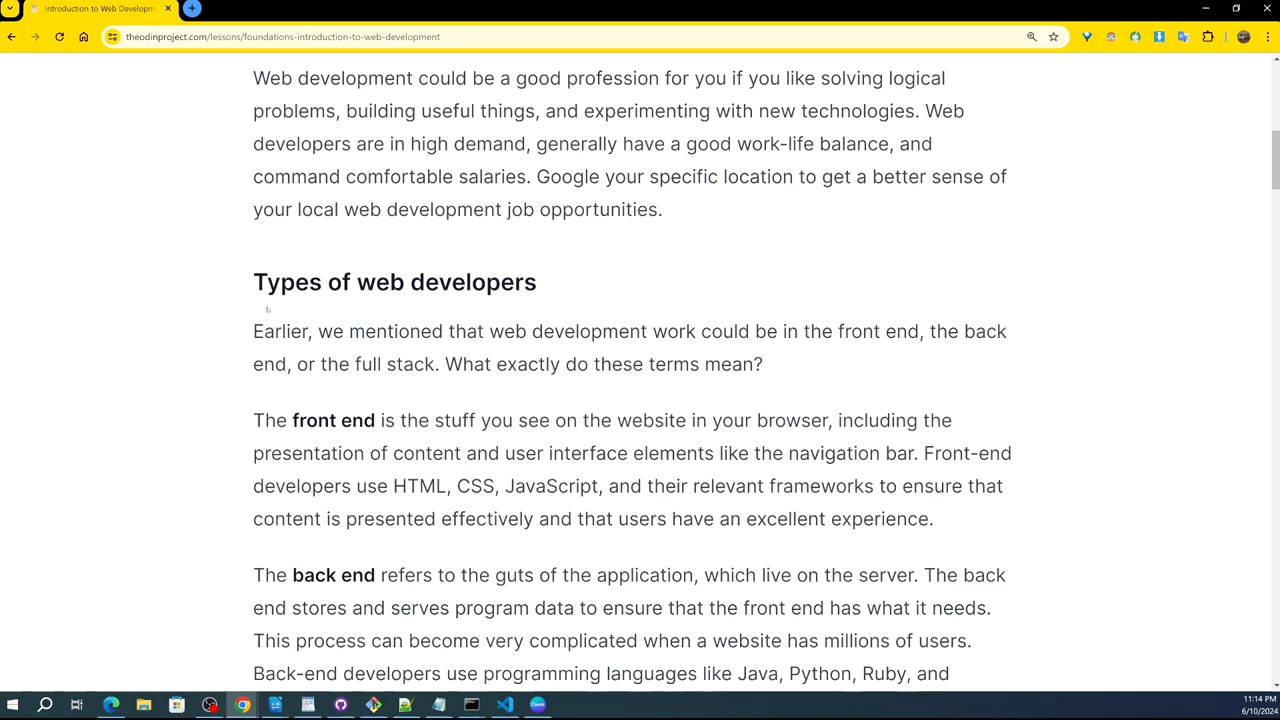 Introduction to Web Developm
theodinproject.com/lessons/foundations-introduction-to-web-development
Web development could be a good profession for you if you like solving logical
problems, building useful things, and experimenting with new technologies. Web
developers are in high demand, generally have a good work-life balance, and
command comfortable salaries. Google your specific location to get a better sense of
your local web development job opportunities.
Types of web developers
Earlier, we mentioned that web development work could be in the front end, the back
end, or the full stack. What exactly do these terms mean?
The front end is the stuff you see on the website in your browser, including the
presentation of content and user interface elements like the navigation bar. Front-end
developers use HTML, CSS, JavaScript, and their relevant frameworks to ensure that
content is presented effectively and that users have an excellent experience.
The back end refers to the guts of the application, which live on the server. The back
end stores and serves program data to ensure that the front end has what it needs.
This process can become very complicated when a website has millions of users.
Back-end developers use programming languages like Java, Python, Ruby, and
11:14 PM
6/10/2024